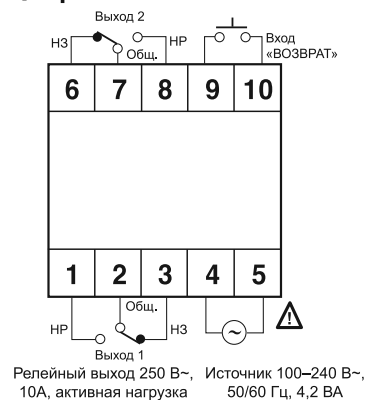 Выход 2
НЗ
НР
Общ.
Вход
«ВОЗВРАТ»
6 7 8 9 10
1 2 3 4 5
Общ.
НР
НЗ
Выход 1
Релейный выход 250 В~,
10А, активная нагрузка
Источник 100–240 В~,
50/60 Гц, 4,2 ВА